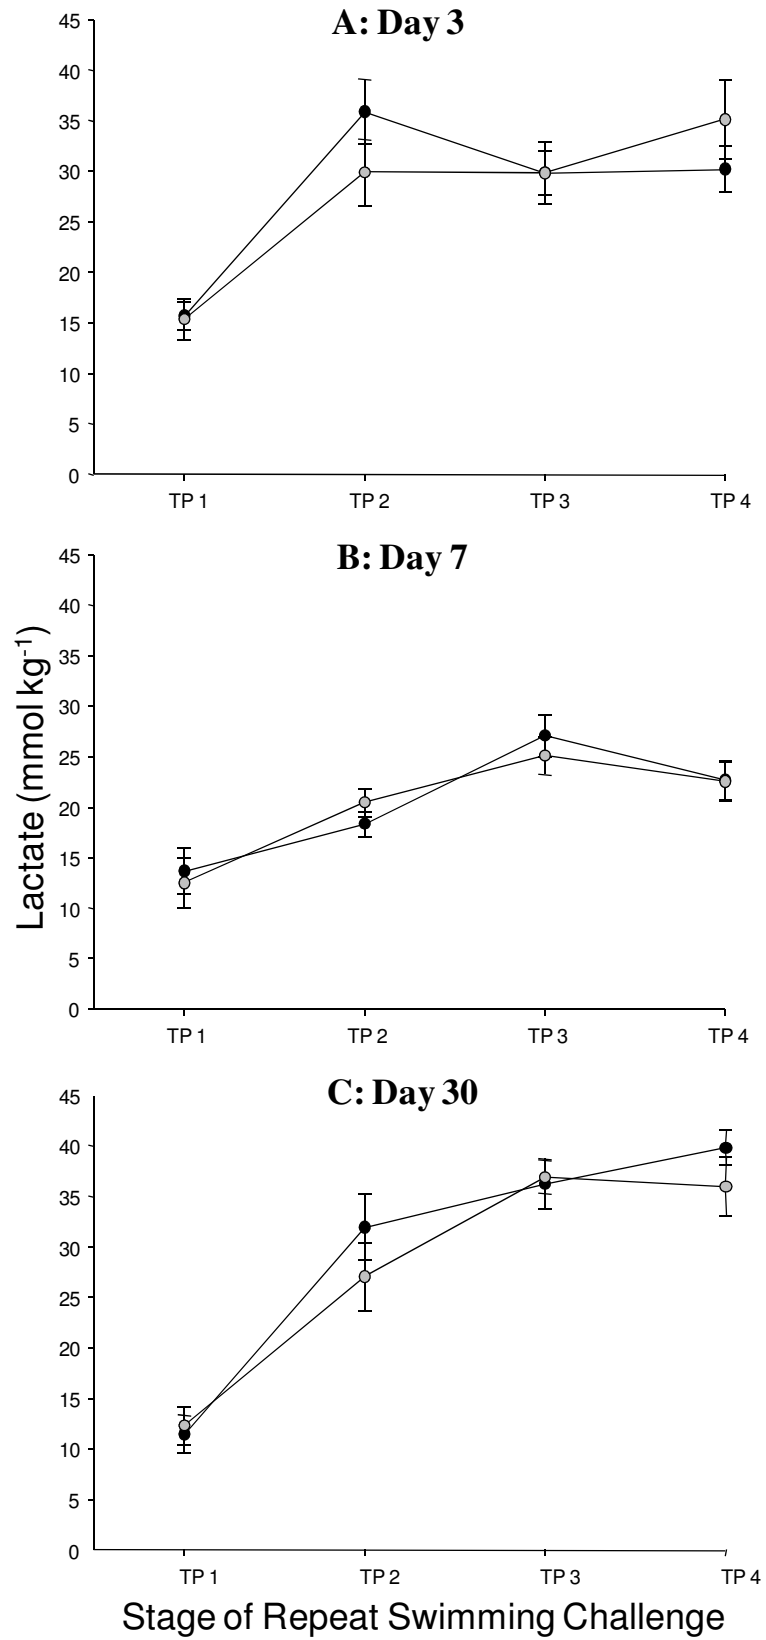 A: Day 3
45
40
35
30
25
20
15
10
5
0
TP 1
TP 2
TP 3
TP 4
B: Day 7
45
40
35
30
25
20
15
10
5
0
TP 1
TP 2
TP 3
TP 4
Lactate (mmol kg⁻¹)
C: Day 30
45
40
35
30
25
20
15
10
5
0
TP 1
TP 2
TP 3
TP 4
Stage of Repeat Swimming Challenge